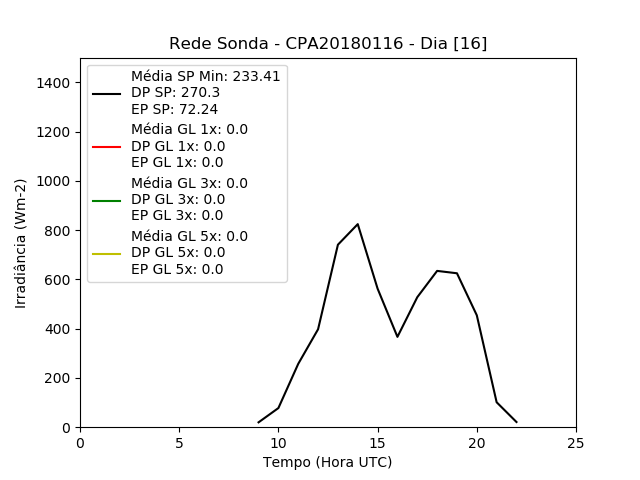 Rede Sonda - CPA20180116 - Dia [16]
Média SP Min: 233.41
DP SP: 270.3
EP SP: 72.24
Média GL 1x: 0.0
DP GL 1x: 0.0
EP GL 1x: 0.0
Média GL 3x: 0.0
DP GL 3x: 0.0
EP GL 3x: 0.0
Média GL 5x: 0.0
DP GL 5x: 0.0
EP GL 5x: 0.0
Irradiância (Wm-2)
1400
1200
1000
800
600
400
200
0
0 5 10 15 20 25
Tempo (Hora UTC)